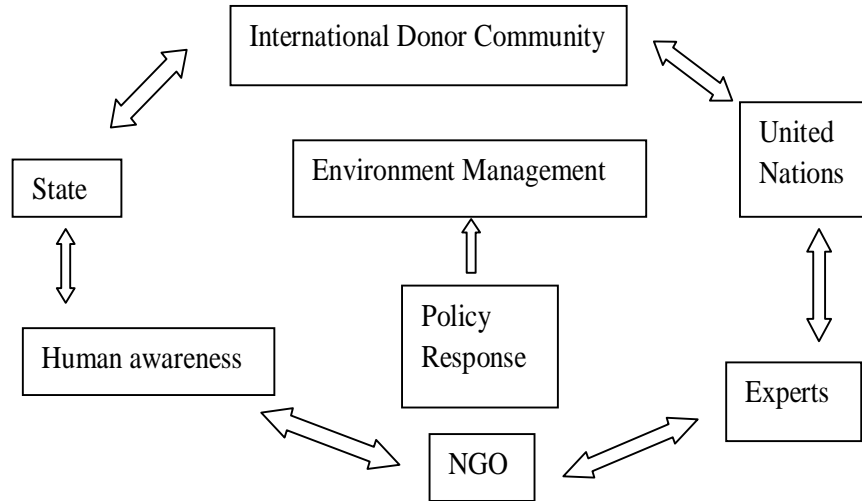 International Donor Community
United
Nations
Environment Management
State
Policy
Response
Human awareness
Experts
NGO